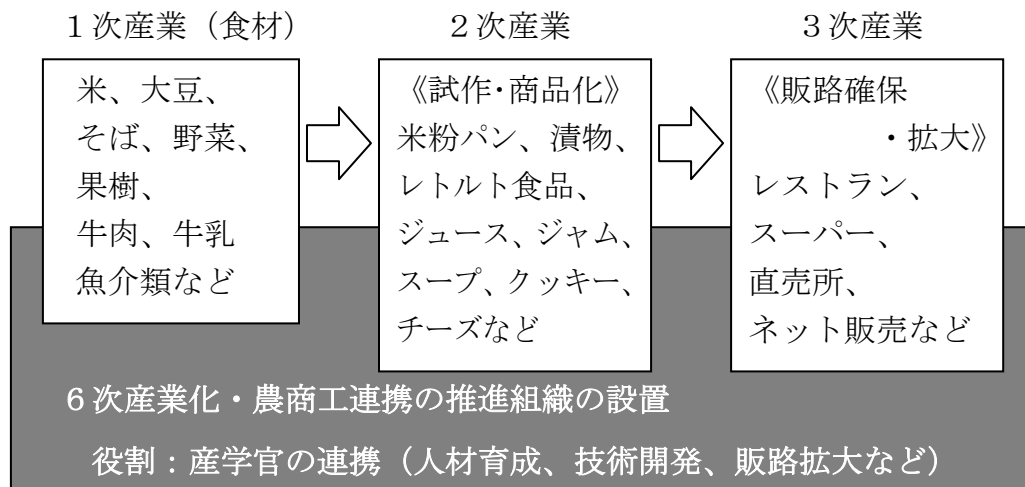 1次産業（食材）
米、大豆、
そば、野菜、
果樹、
牛肉、牛乳
魚介類など
2次産業
《試作・商品化》
米粉パン、漬物、
レトルト食品、
ジュース、ジャム、
スープ、クッキー、
チーズなど
3次産業
《販路確保
・拡大》
レストラン、
スーパー、
直売所、
ネット販売など
6次産業化・農商工連携の推進組織の設置
役割：産学官の連携（人材育成、技術開発、販路拡大など）